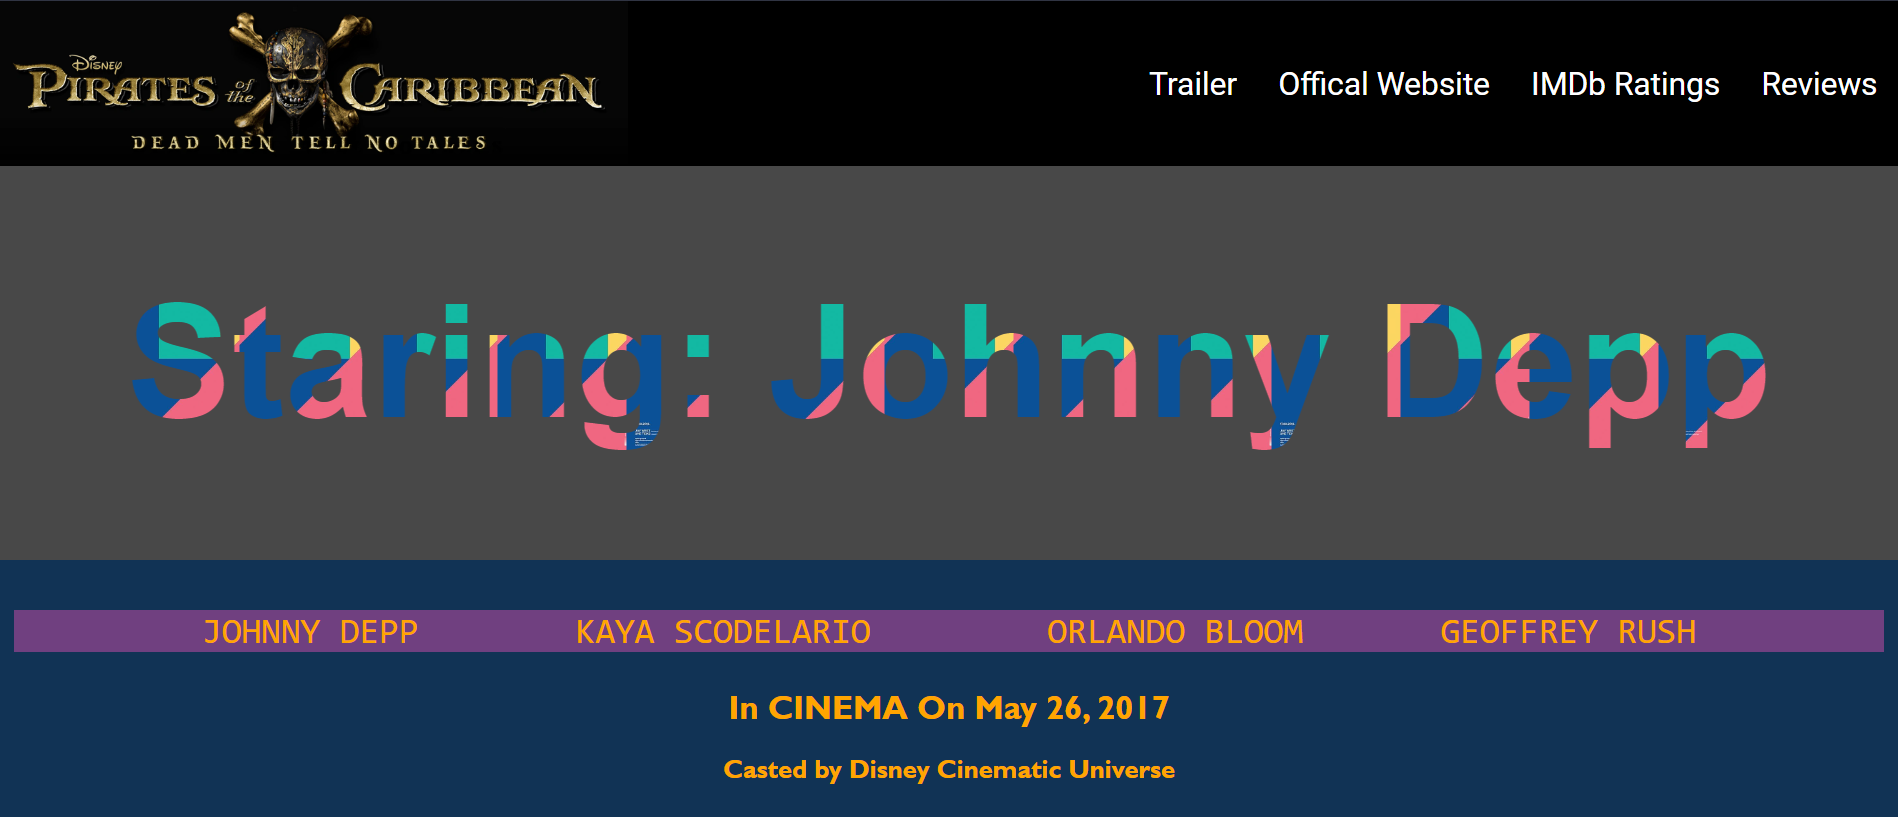 Disney
PIRATES of the CARIBBEAN
DEAD MEN TELL NO TALES
Trailer Offical Website IMDb Ratings Reviews
Staring: Johnny Depp
JOHNNY DEPP KAYA SCODELARIO ORLANDO BLOOM GEOFFREY RUSH
In CINEMA On May 26, 2017
Casted by Disney Cinematic Universe